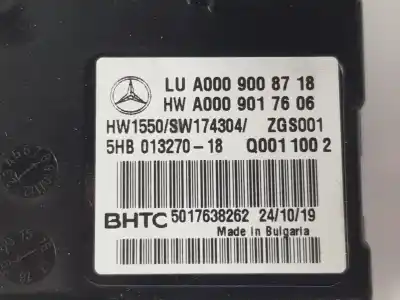 LU A000 900 87 18
HW A000 901 76 06
HW1550/SW174304/ ZGS001
5HB 013270-18 Q001 100 2
BHTC 5017638262 24/10/19
Made in Bulgaria